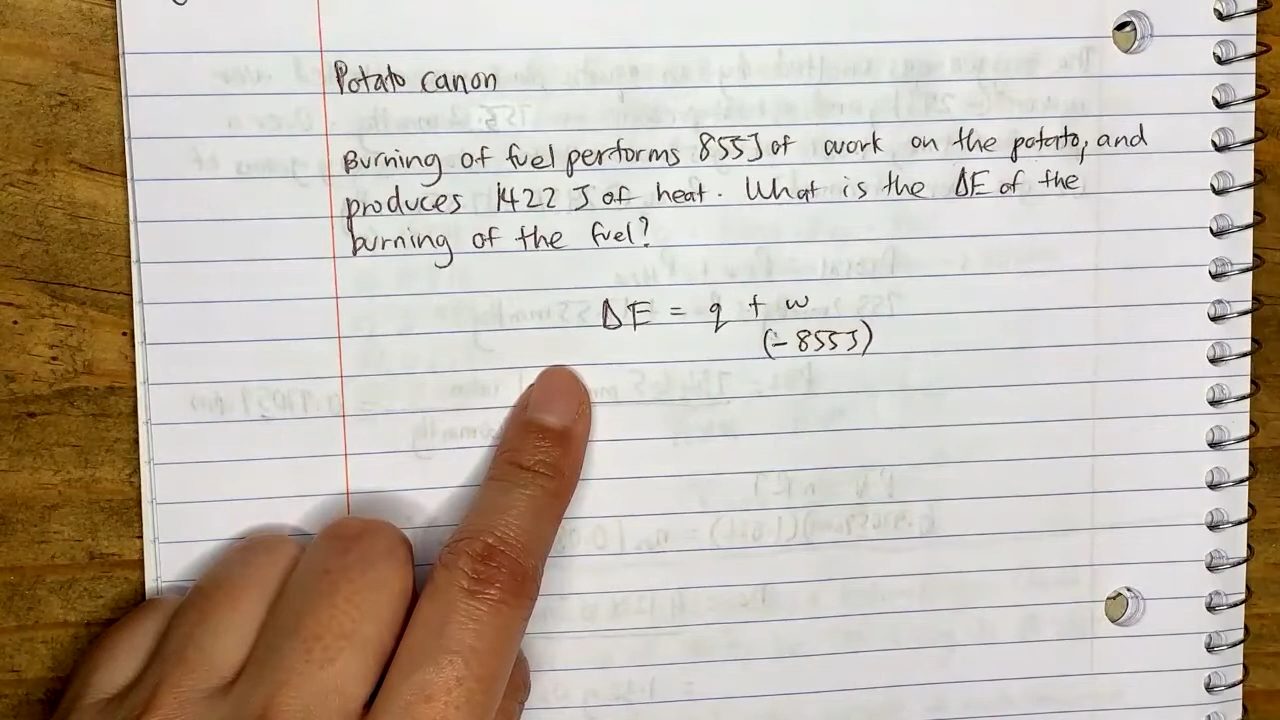 Potato canon
Burning of fuel performs 855J of work on the potato, and
produces 1422 J of heat. What is the ΔE of the
burning of the fuel?
ΔE = q + w
(-855J)